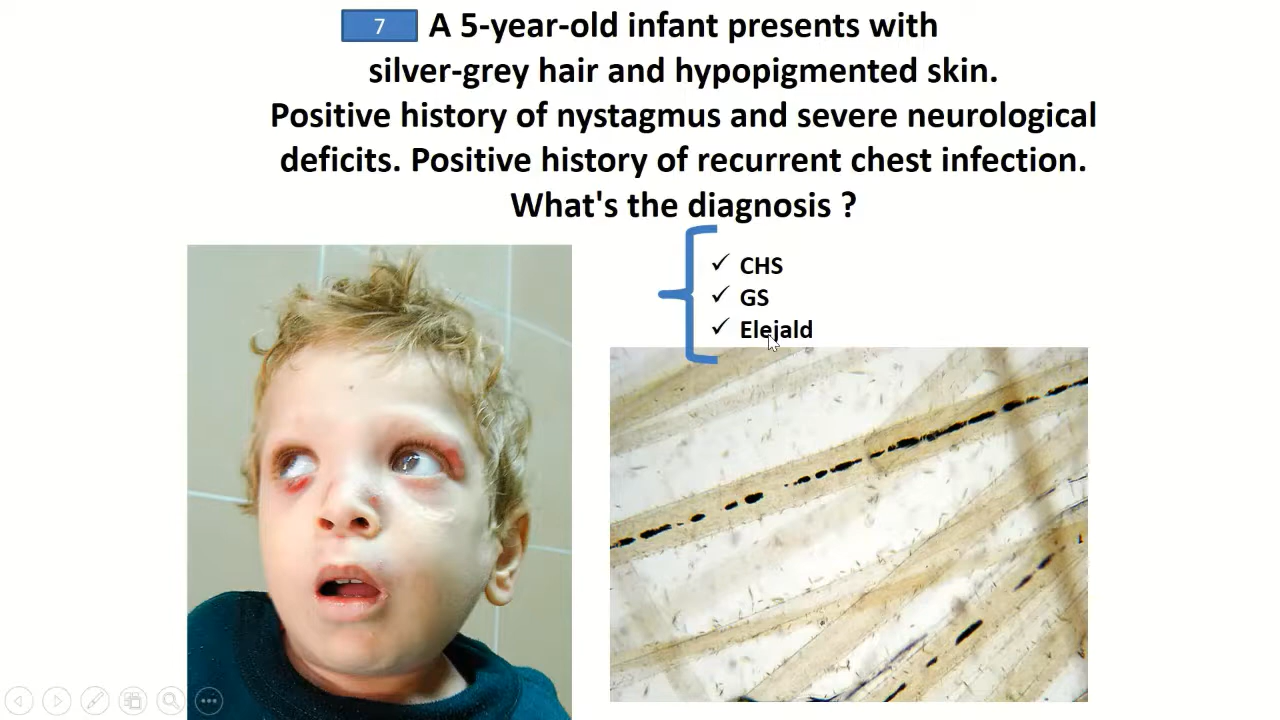 7 A 5-year-old infant presents with
silver-grey hair and hypopigmented skin.
Positive history of nystagmus and severe neurological
deficits. Positive history of recurrent chest infection.
What's the diagnosis ?
✓ CHS
✓ GS
✓ Elejald